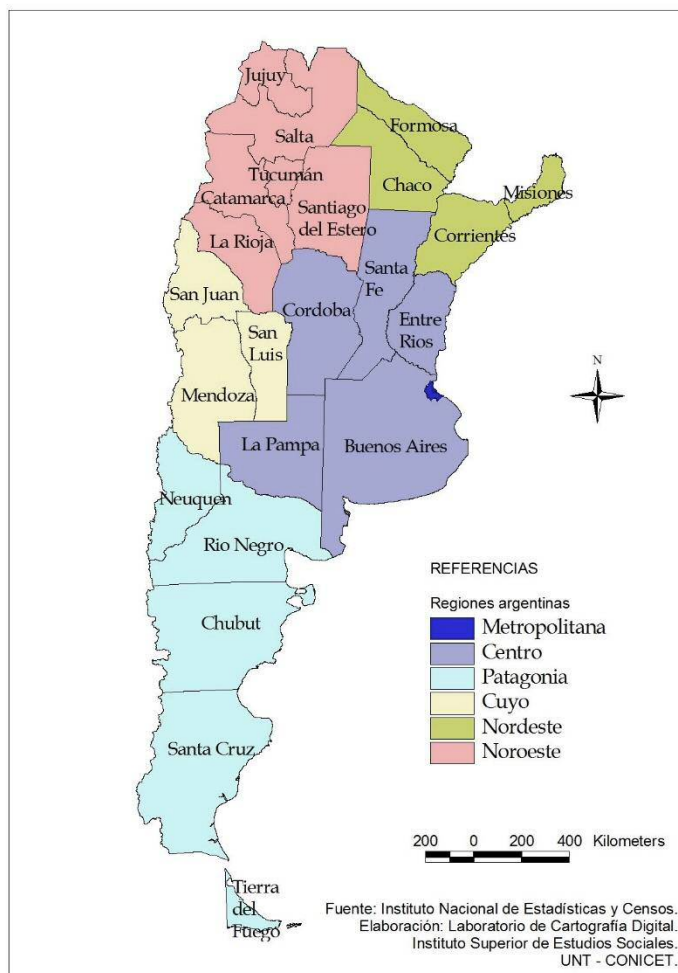 Jujuy
Salta
Formosa
Tucumán
Chaco
Misiones
Catamarca
Santiago
del Estero
Corrientes
La Rioja
Santa
Fe
San Juan
Cordoba
Entre
Rios
San
Luis
Mendoza
La Pampa
Buenos Aires
N
Neuquen
Rio Negro
Chubut
Santa Cruz
Tierra
del
Fuego
REFERENCIAS
Regiones argentinas
Metropolitana
Centro
Patagonia
Cuyo
Nordeste
Noroeste
200 0 200 400 Kilometers
Fuente: Instituto Nacional de Estadísticas y Censos.
Elaboración: Laboratorio de Cartografía Digital.
Instituto Superior de Estudios Sociales.
UNT - CONICET.